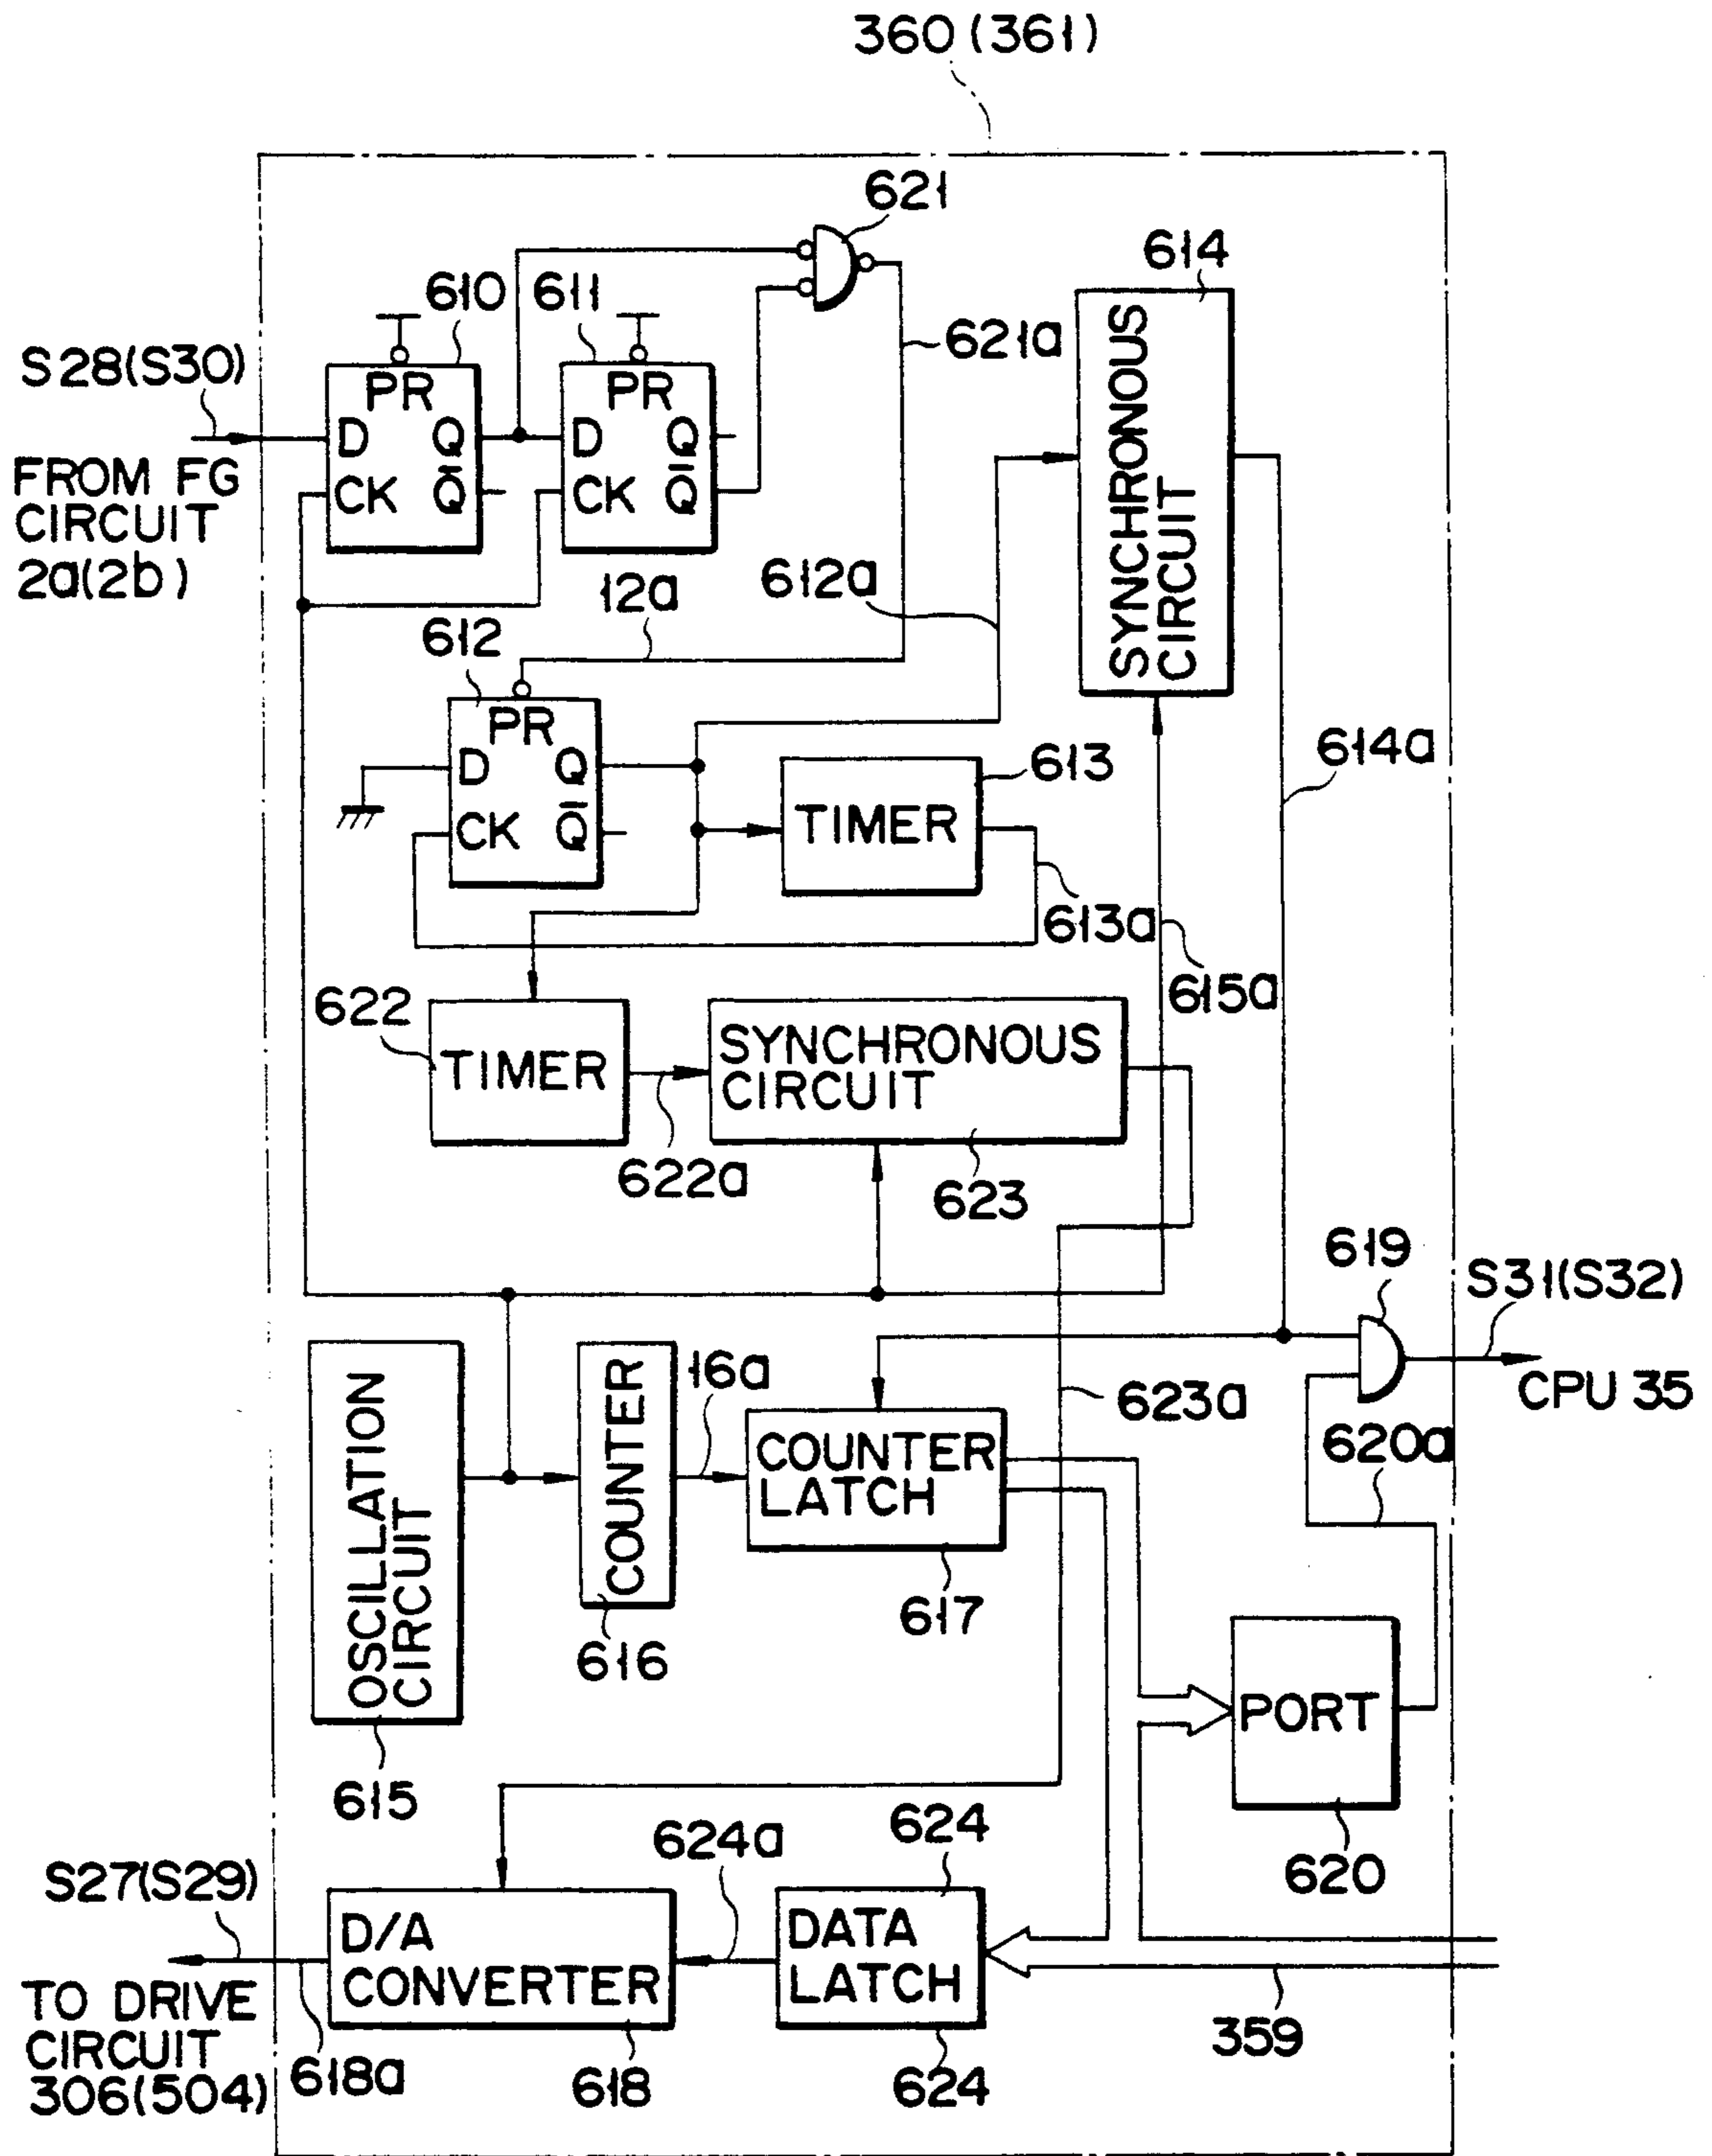 360 (361)
621
614
610
611
S28(S30)
621a
PR
D
Q
CK
Q̄
PR
D
Q
CK
Q̄
SYNCHRONOUS
CIRCUIT
FROM FG
CIRCUIT
2a(2b)
12a
612a
612
PR
D
Q
CK
Q̄
613
TIMER
614a
613a
615a
622
TIMER
SYNCHRONOUS
CIRCUIT
622a
623
619
S31(S32)
CPU 35
OSCILLATION
CIRCUIT
COUNTER
16a
COUNTER
LATCH
623a
620a
616
617
615
PORT
620
624a
624
S27(S29)
D/A
CONVERTER
DATA
LATCH
TO DRIVE
CIRCUIT
306(504)
618a
618
624
359